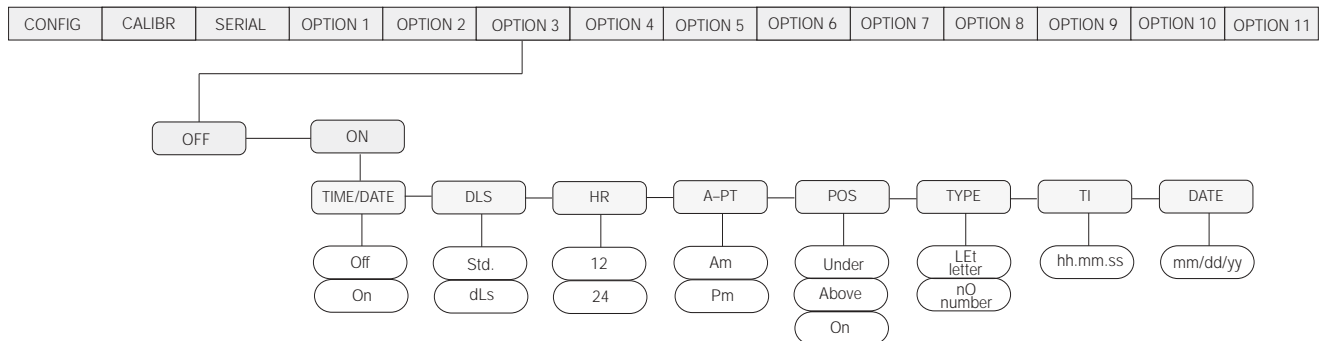 CONFIG CALIBR SERIAL OPTION 1 OPTION 2 OPTION 3 OPTION 4 OPTION 5 OPTION 6 OPTION 7 OPTION 8 OPTION 9 OPTION 10 OPTION 11
OFF ON
TIME/DATE DLS HR A–PT POS TYPE TI DATE
Off Std. 12 Am Under LEt letter hh.mm.ss mm/dd/yy
On dLs 24 Pm Above nO number
On